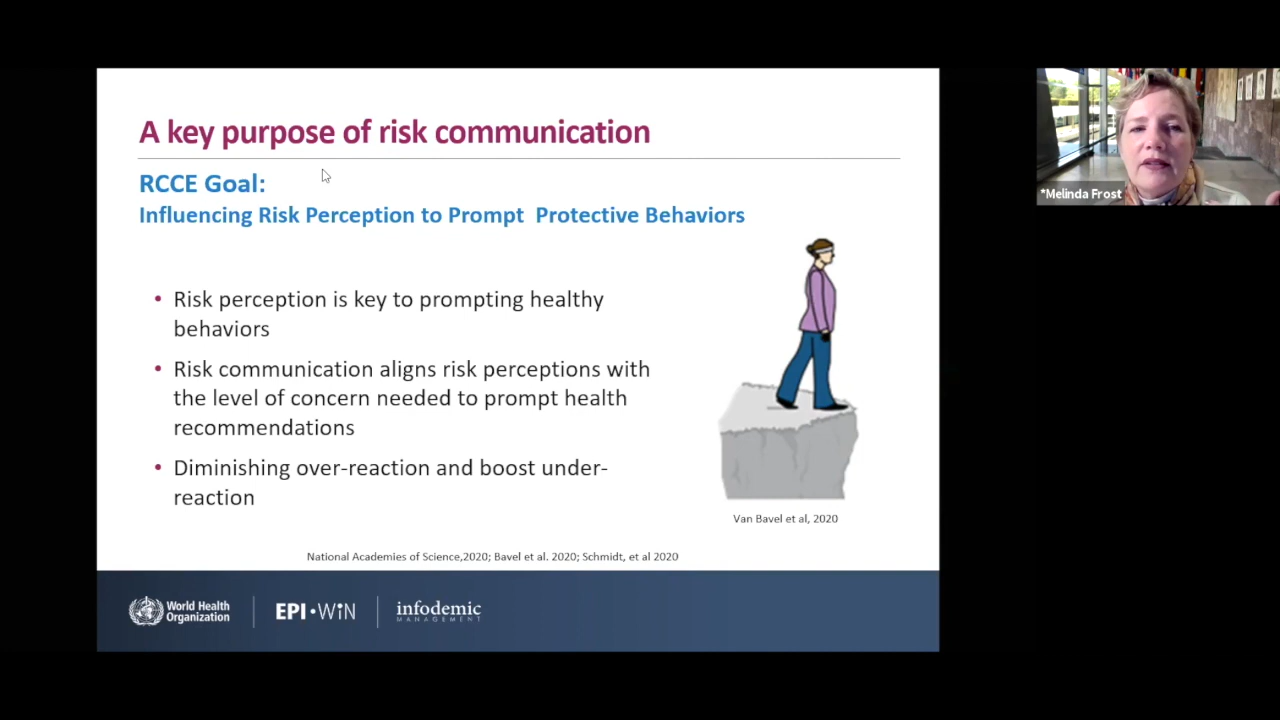 A key purpose of risk communication
RCCE Goal:
Influencing Risk Perception to Prompt Protective Behaviors
• Risk perception is key to prompting healthy
behaviors
• Risk communication aligns risk perceptions with
the level of concern needed to prompt health
recommendations
• Diminishing over-reaction and boost under-
reaction
Van Bavel et al, 2020
National Academies of Science,2020; Bavel et al. 2020; Schmidt, et al 2020
World Health
Organization
EPI•WiN
infodemic
MANAGEMENT
*Melinda Frost